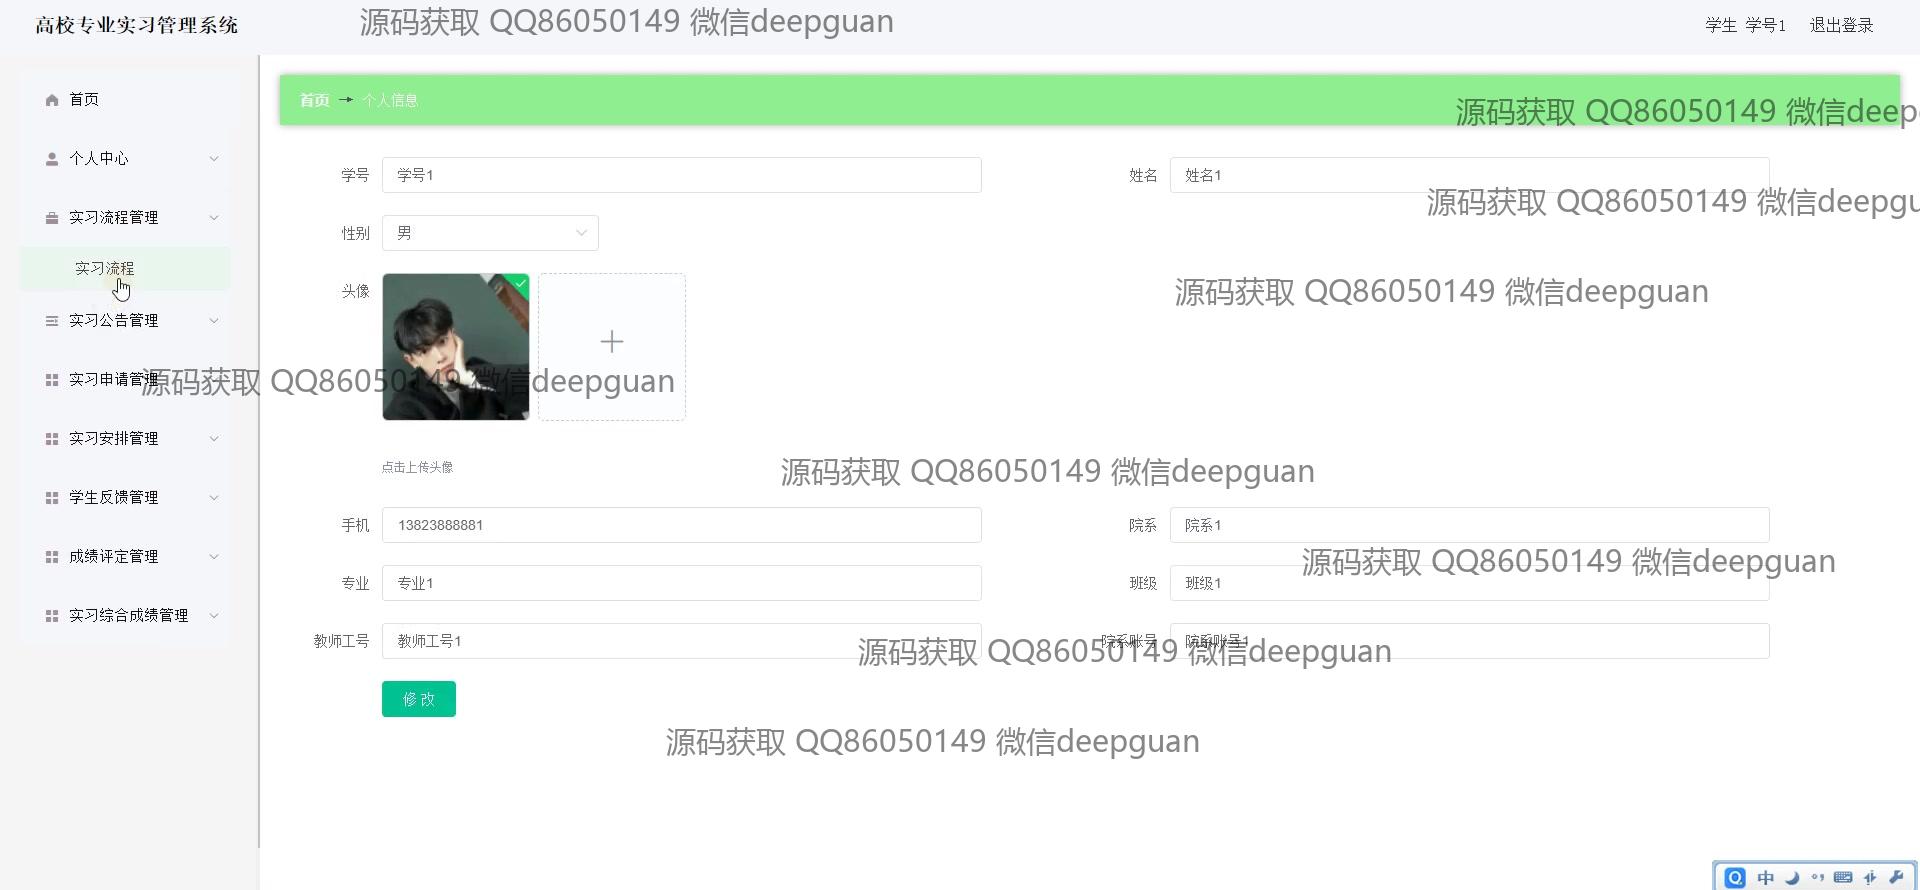 高校专业实习管理系统
源码获取 QQ86050149 微信deepguan
学生 学号1 退出登录
首页
个人中心
实习流程管理
实习流程
实习公告管理
实习申请管理
实习安排管理
学生反馈管理
成绩评定管理
实习综合成绩管理
首页 → 个人信息
源码获取 QQ86050149 微信deep
学号 学号1
姓名 姓名1
源码获取 QQ86050149 微信deepgu
性别 男
头像
源码获取 QQ86050149 微信deepguan
源码获取 QQ86050149 微信deepguan
点击上传头像
源码获取 QQ86050149 微信deepguan
手机 13823888881
院系 院系1
源码获取 QQ86050149 微信deepguan
专业 专业1
班级 班级1
教师工号 教师工号1
院系账号 院系账号1
源码获取 QQ86050149 微信deepguan
修改
源码获取 QQ86050149 微信deepguan
中